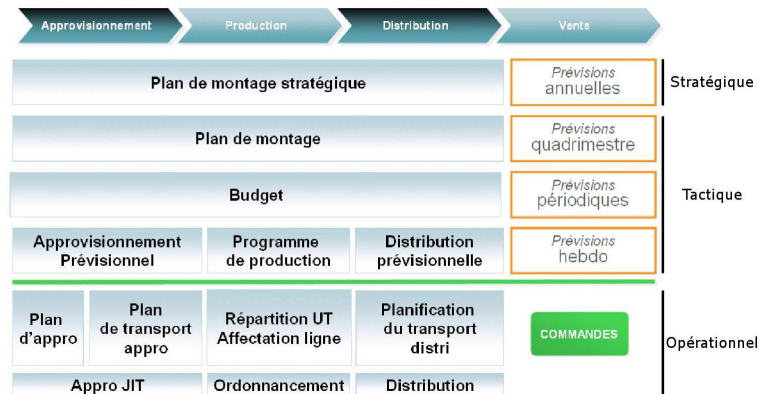 Approvisionnement
Production
Distribution
Vente
Plan de montage stratégique
Prévisions
annuelles
Stratégique
Plan de montage
Prévisions
quadrimestre
Budget
Prévisions
périodiques
Tactique
Approvisionnement
Prévisionnel
Programme
de production
Distribution
prévisionnelle
Prévisions
hebdo
Plan
d'appro
Plan
de transport
appro
Répartition UT
Affectation ligne
Planification
du transport
distri
COMMANDES
Opérationnel
Appro JIT
Ordonnancement
Distribution